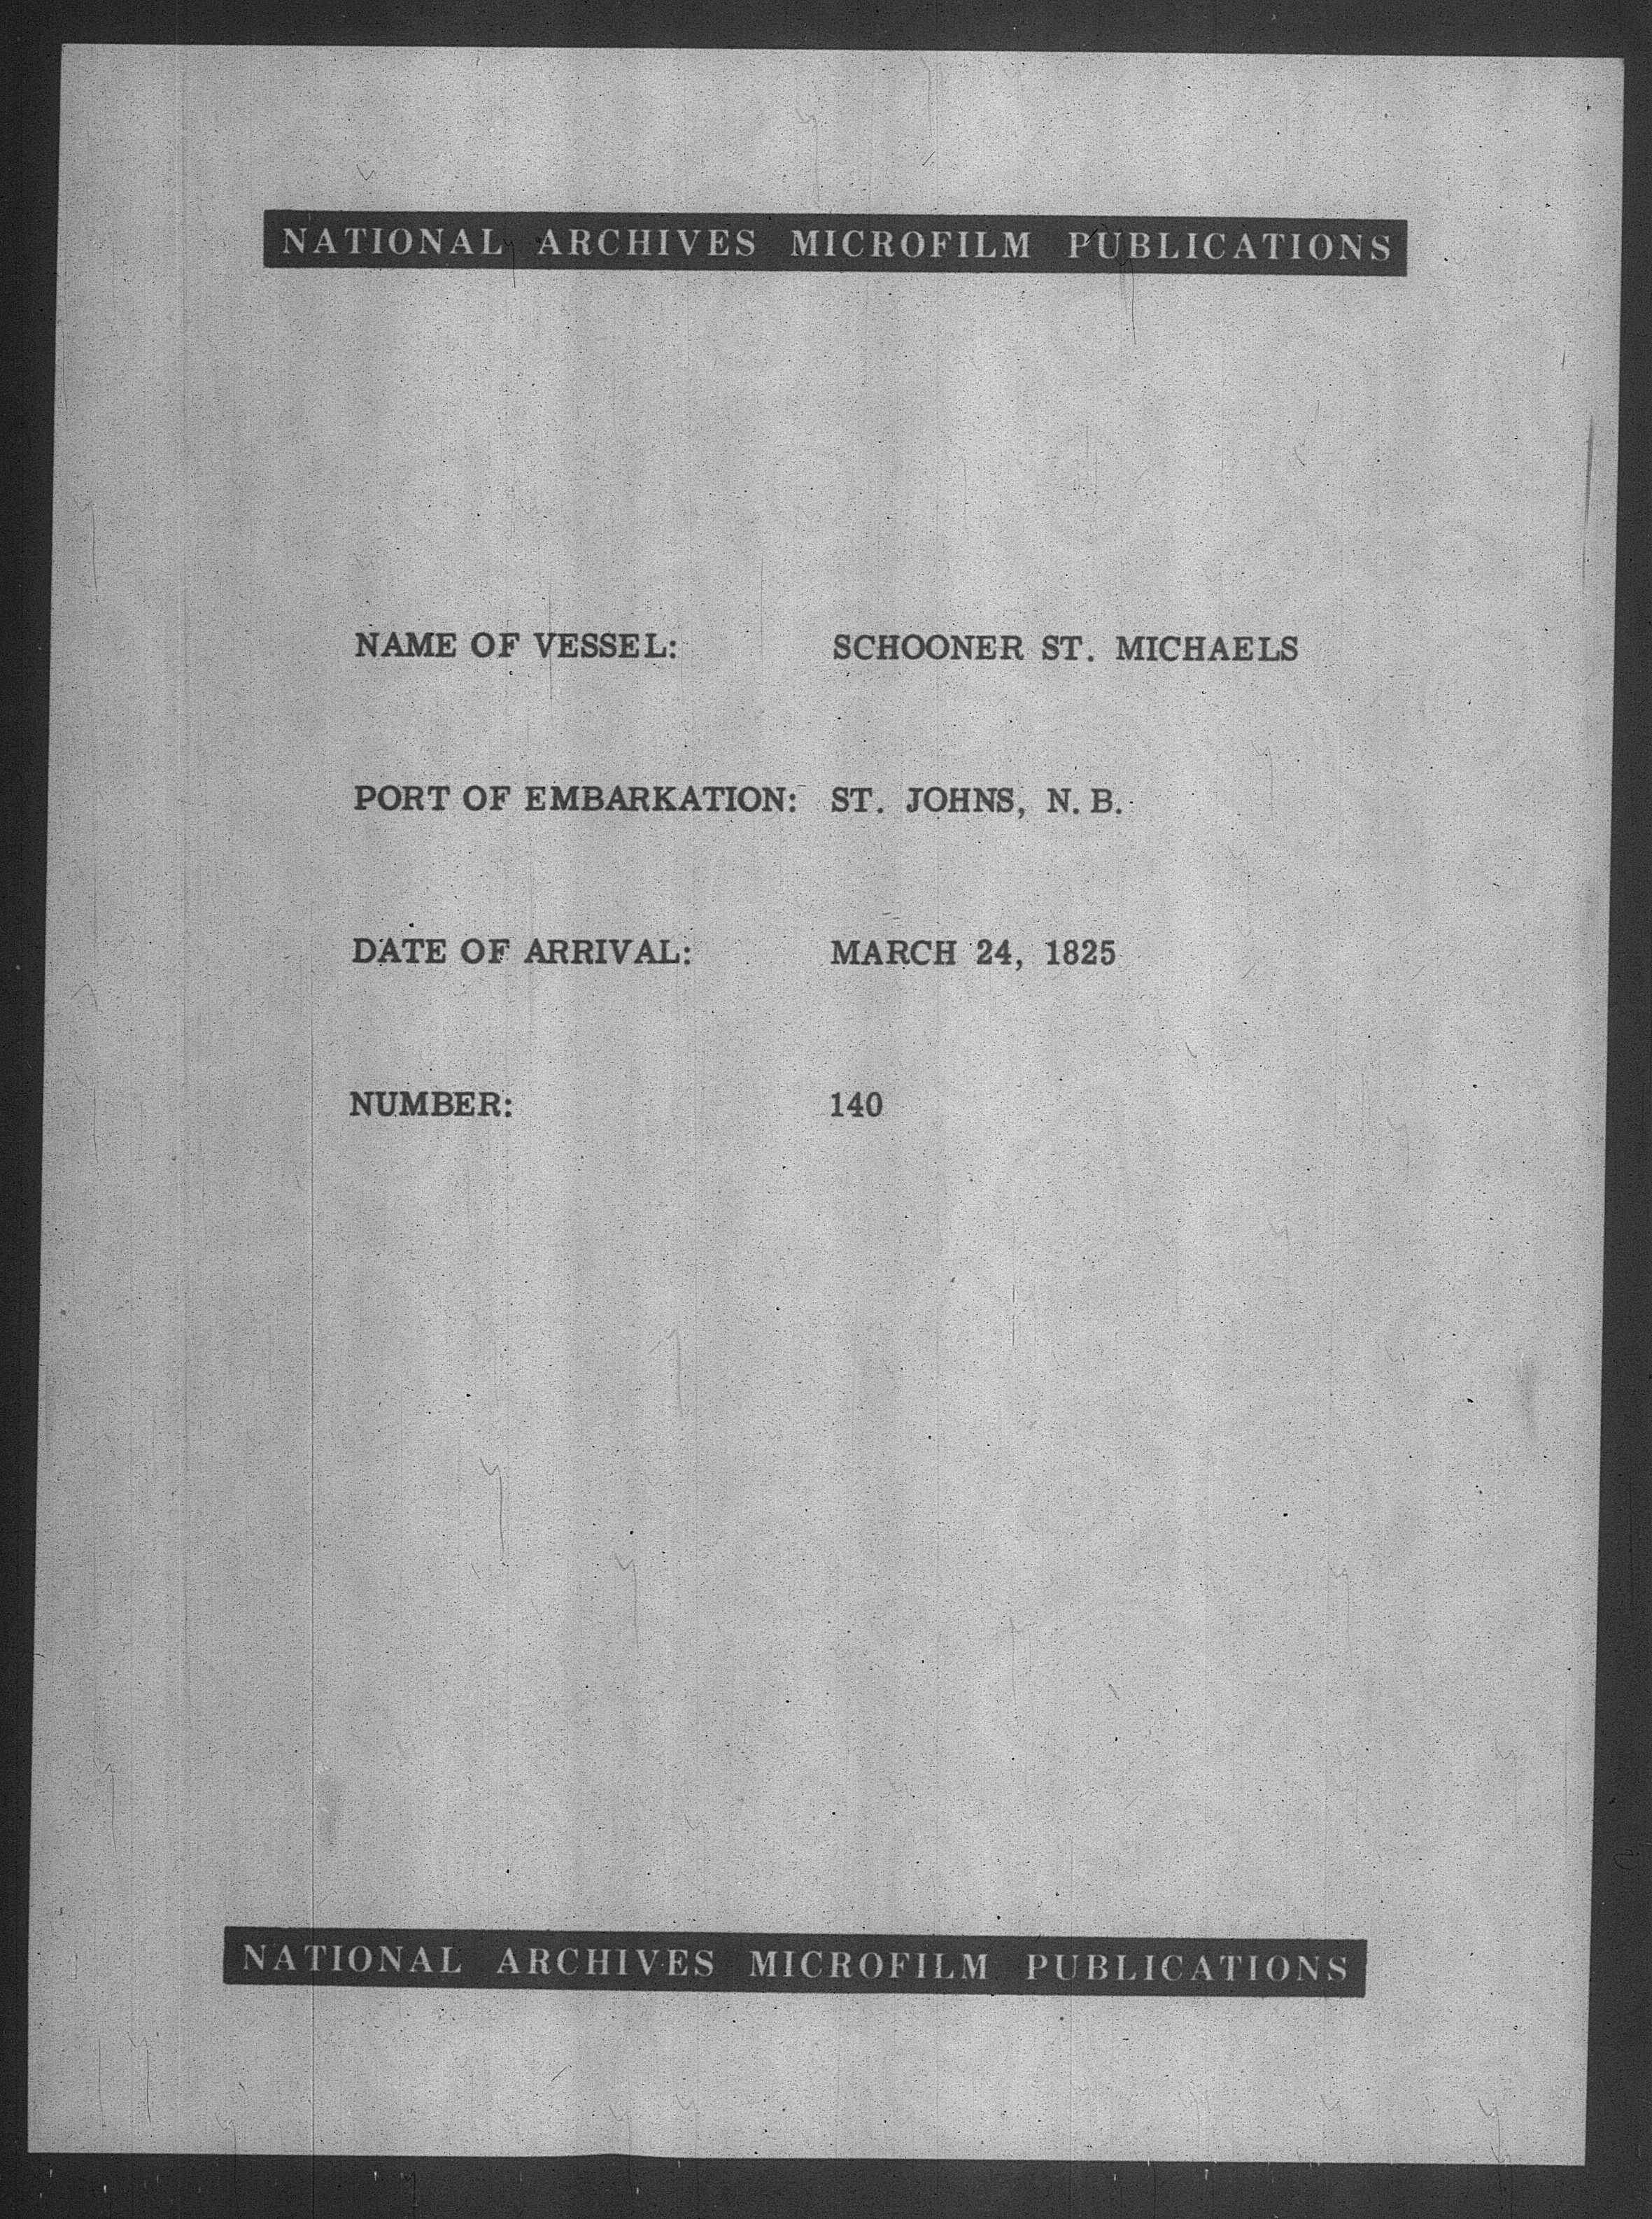 NATIONAL ARCHIVES MICROFILM PUBLICATIONS
NAME OF VESSEL: SCHOONER ST. MICHAELS
PORT OF EMBARKATION: ST. JOHNS, N. B.
DATE OF ARRIVAL: MARCH 24, 1825
NUMBER: 140
NATIONAL ARCHIVES MICROFILM PUBLICATIONS